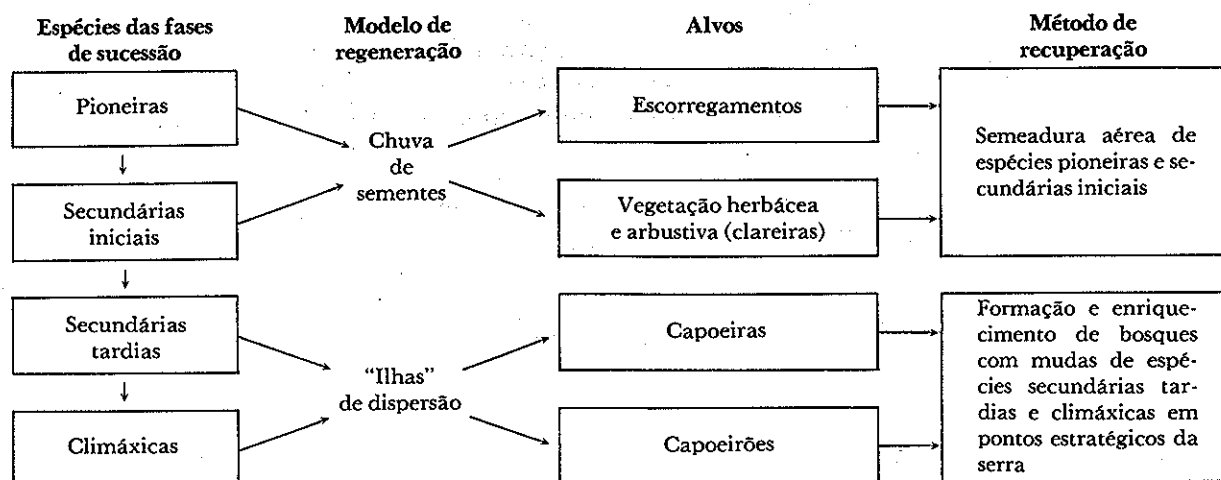 Espécies das fases
de sucessão
Modelo de
regeneração
Alvos
Método de
recuperação
Pioneiras
Secundárias
iniciais
Secundárias
tardias
Climáxicas
Chuva
de
sementes
“Ilhas”
de dispersão
Escorregamentos
Vegetação herbácea
e arbustiva (clareiras)
Capoeiras
Capoeirões
Semeadura aérea de
espécies pioneiras e se-
cundárias iniciais
Formação e enrique-
cimento de bosques
com mudas de espé-
cies secundárias tar-
dias e climáxicas em
pontos estratégicos da
serra